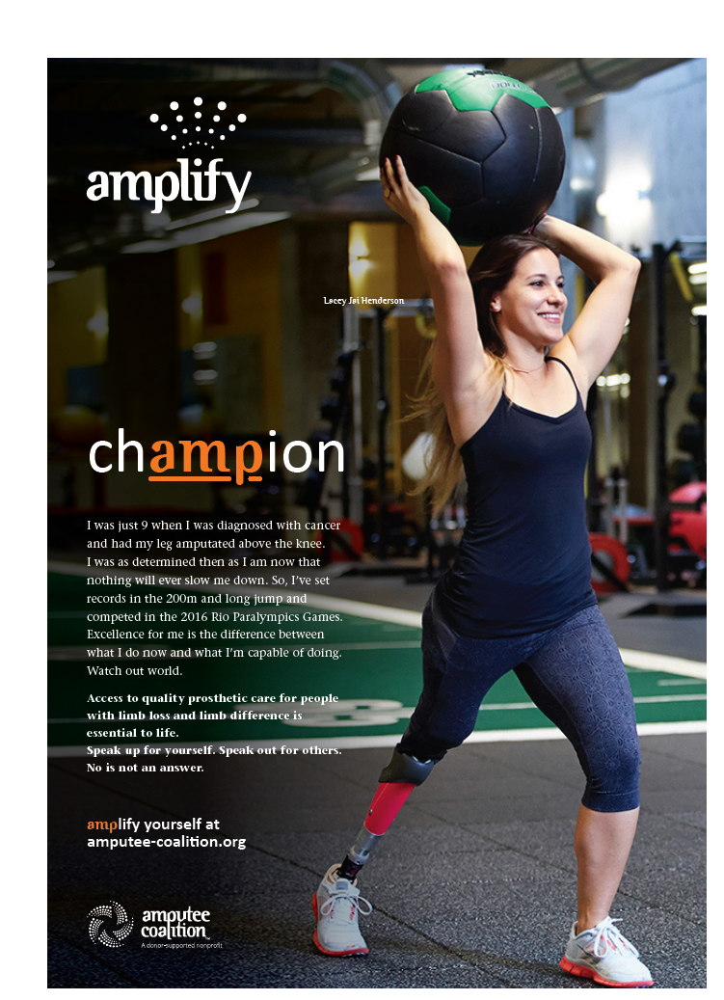 amplify
Lacey Jai Henderson
champion
I was just 9 when I was diagnosed with cancer
and had my leg amputated above the knee.
I was as determined then as I am now that
nothing will ever slow me down. So, I've set
records in the 200m and long jump and
competed in the 2016 Rio Paralympics Games.
Excellence for me is the difference between
what I do now and what I'm capable of doing.
Watch out world.
Access to quality prosthetic care for people
with limb loss and limb difference is
essential to life.
Speak up for yourself. Speak out for others.
No is not an answer.
amplify yourself at
amputee-coalition.org
amputee
coalition™
A donor-supported nonprofit